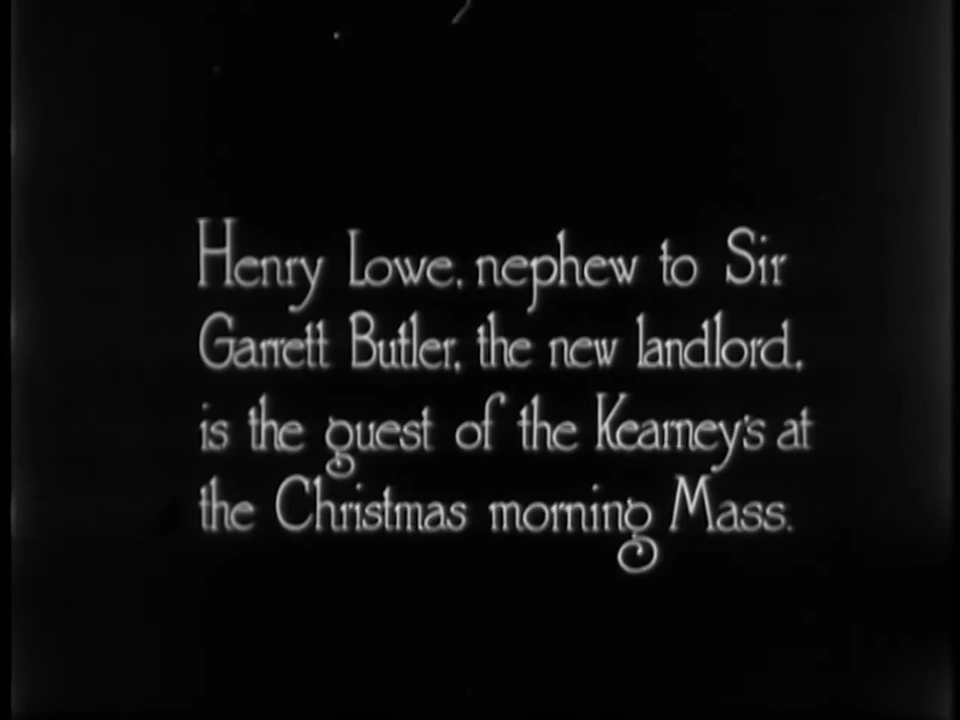 Henry Lowe, nephew to Sir
Garrett Butler, the new landlord,
is the guest of the Kearney's at
the Christmas morning Mass.